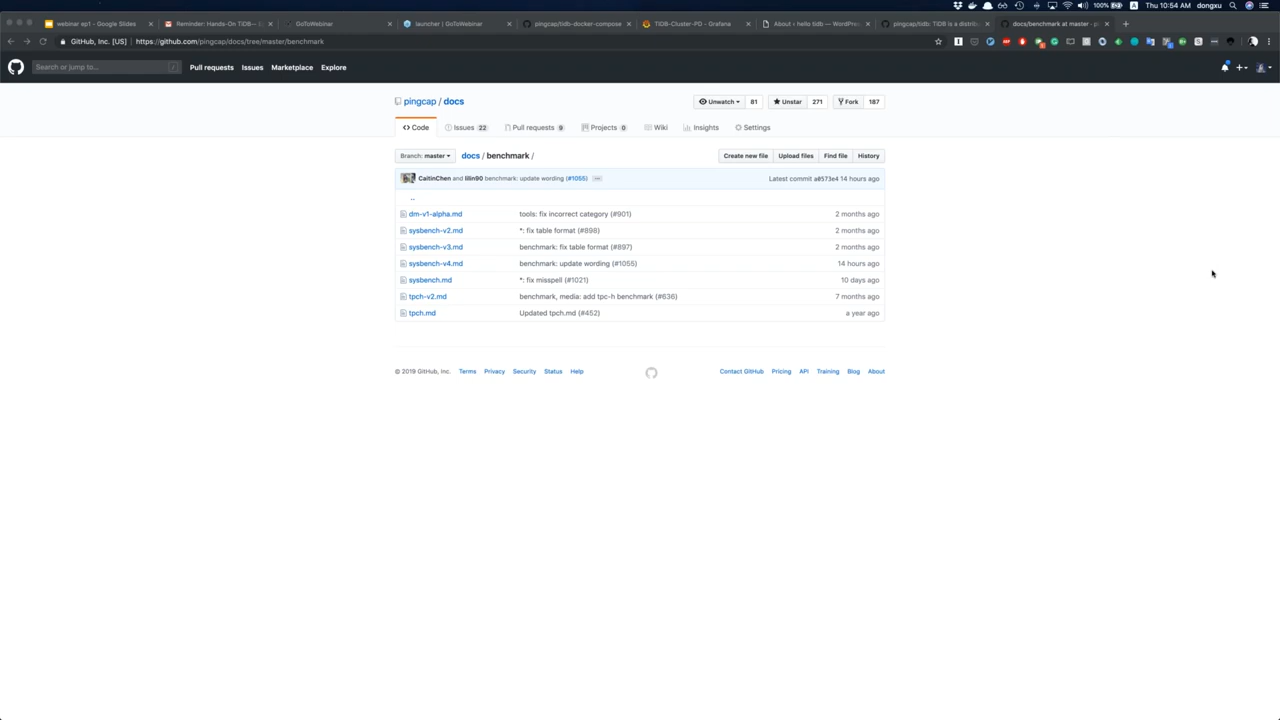 100% Thu 10:54 AM dongxu
webinar ep1 - Google Slides × Reminder: Hands-On TiDB— × GoToWebinar × launcher | GoToWebinar × pingcap/tidb-docker-compose × TiDB-Cluster-PD - Grafana × About ‹ hello tidb — WordPre × pingcap/tidb: TiDB is a distrib × docs/benchmark at master · p × +
GitHub, Inc. [US] | https://github.com/pingcap/docs/tree/master/benchmark
Search or jump to... / Pull requests Issues Marketplace Explore
pingcap / docs Unwatch 81 Unstar 271 Fork 187
Code Issues 22 Pull requests 9 Projects 0 Wiki Insights Settings
Branch: master docs / benchmark / Create new file Upload files Find file History
CaitinChen and lilin90 benchmark: update wording (#1055) ... Latest commit a0573e4 14 hours ago
..
dm-v1-alpha.md tools: fix incorrect category (#901) 2 months ago
sysbench-v2.md *: fix table format (#898) 2 months ago
sysbench-v3.md benchmark: fix table format (#897) 2 months ago
sysbench-v4.md benchmark: update wording (#1055) 14 hours ago
sysbench.md *: fix misspell (#1021) 10 days ago
tpch-v2.md benchmark, media: add tpc-h benchmark (#636) 7 months ago
tpch.md Updated tpch.md (#452) a year ago
© 2019 GitHub, Inc. Terms Privacy Security Status Help Contact GitHub Pricing API Training Blog About